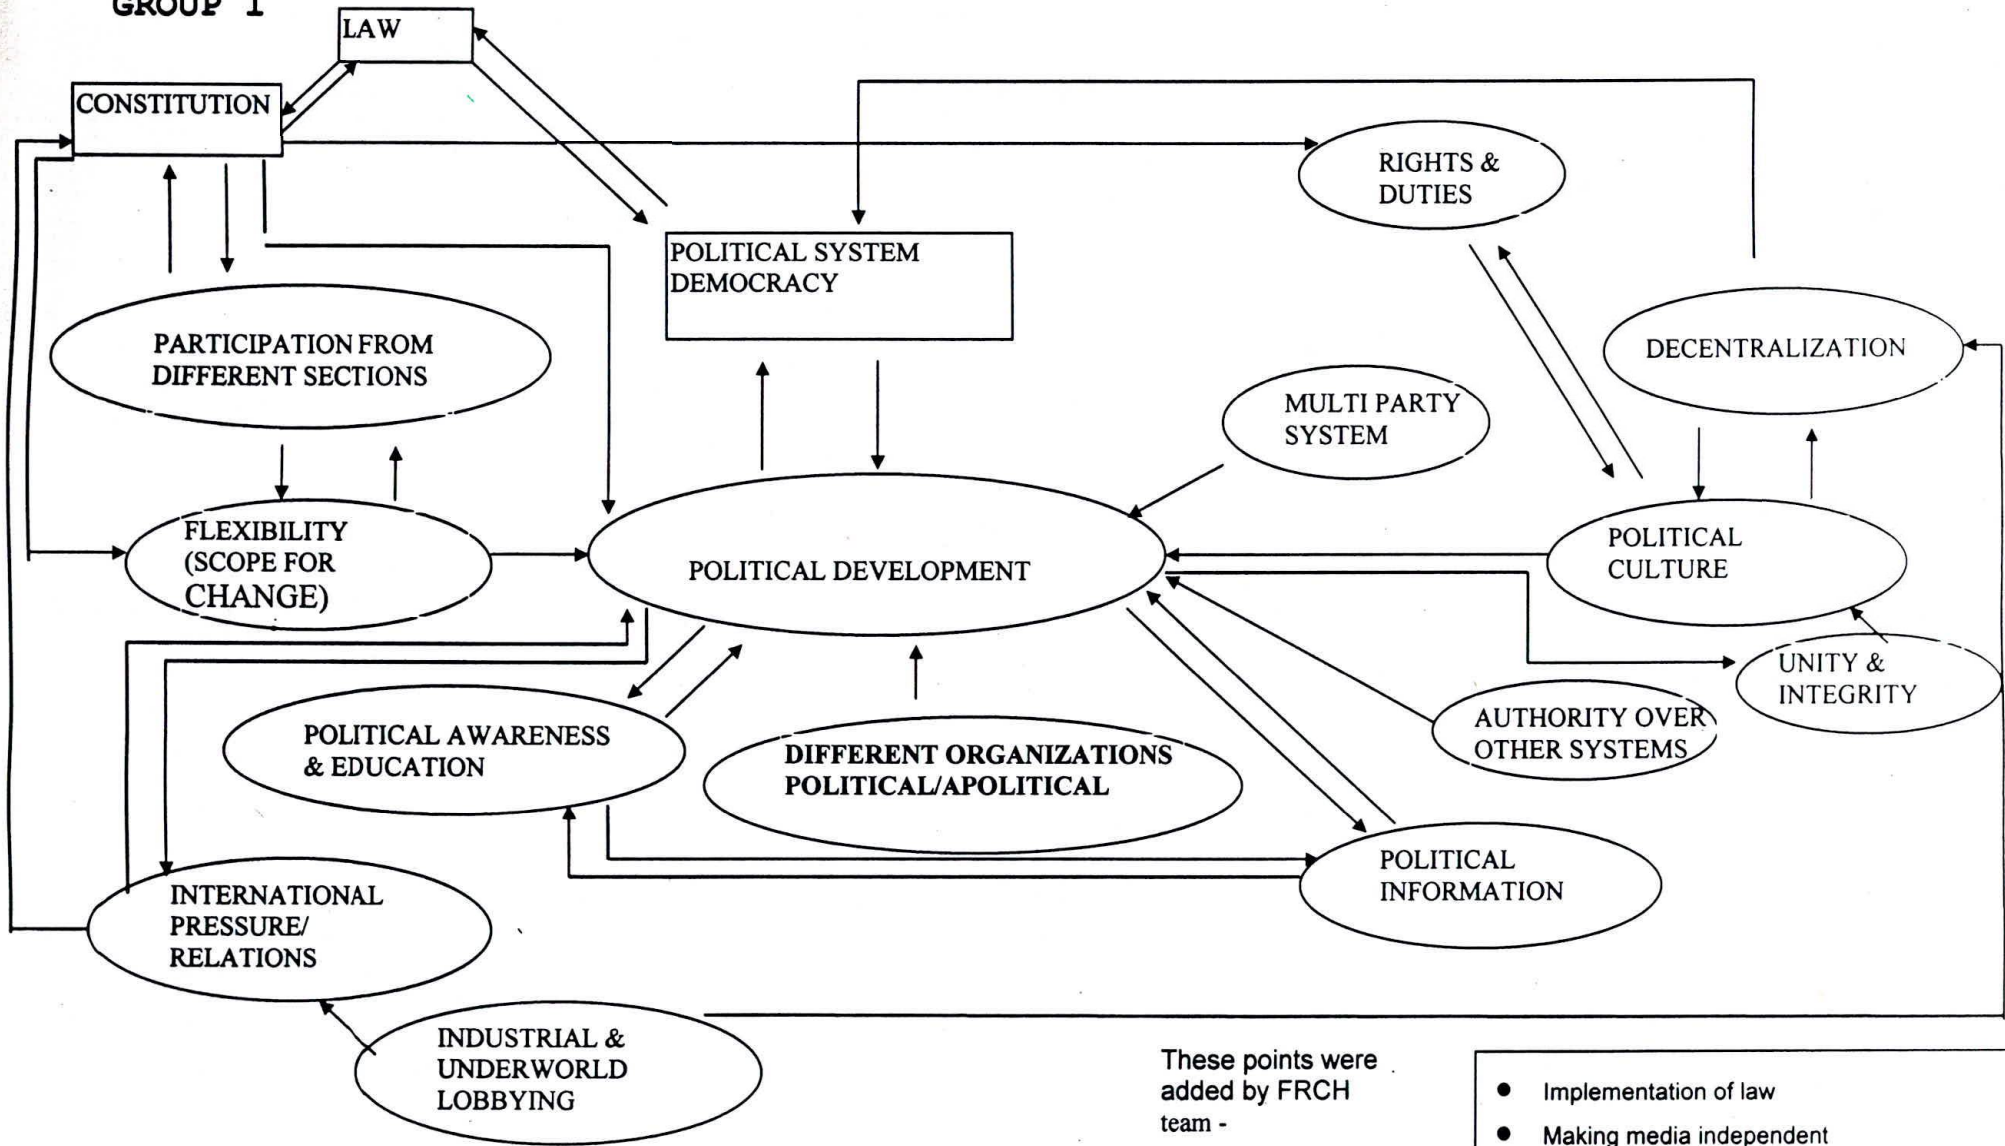 GROUP 1
LAW
CONSTITUTION
RIGHTS &
DUTIES
POLITICAL SYSTEM
DEMOCRACY
PARTICIPATION FROM
DIFFERENT SECTIONS
DECENTRALIZATION
MULTI PARTY
SYSTEM
FLEXIBILITY
(SCOPE FOR
CHANGE)
POLITICAL DEVELOPMENT
POLITICAL
CULTURE
UNITY &
INTEGRITY
AUTHORITY OVER
OTHER SYSTEMS
POLITICAL AWARENESS
& EDUCATION
DIFFERENT ORGANIZATIONS
POLITICAL/APOLITICAL
POLITICAL
INFORMATION
INTERNATIONAL
PRESSURE/
RELATIONS
INDUSTRIAL &
UNDERWORLD
LOBBYING
These points were
added by FRCH
team -
● Implementation of law
● Making media independent